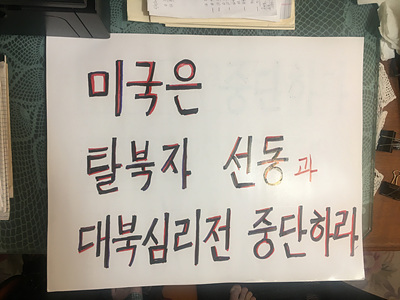 미국은
탈북자 선동과
대북심리전 중단하라